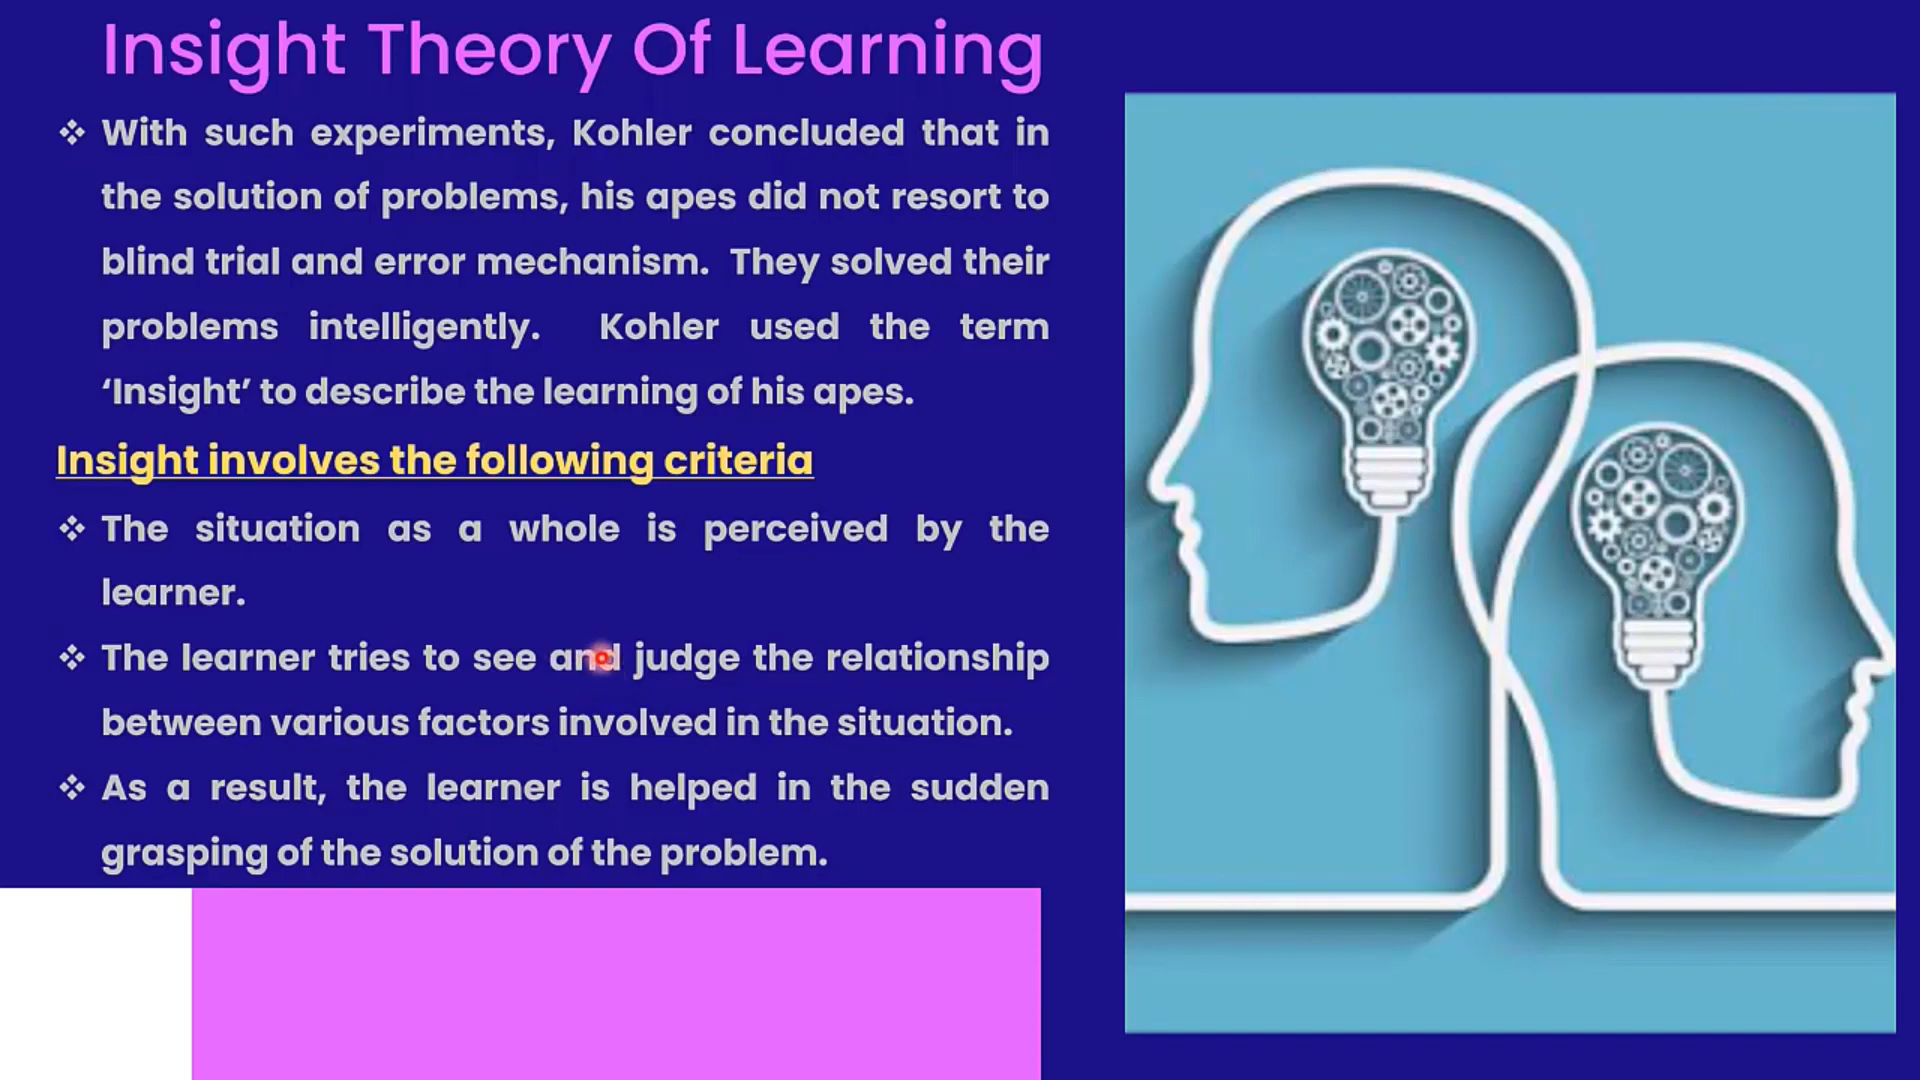 Insight Theory Of Learning
❖ With such experiments, Kohler concluded that in
the solution of problems, his apes did not resort to
blind trial and error mechanism. They solved their
problems intelligently. Kohler used the term
‘Insight’ to describe the learning of his apes.
Insight involves the following criteria
❖ The situation as a whole is perceived by the
learner.
❖ The learner tries to see and judge the relationship
between various factors involved in the situation.
❖ As a result, the learner is helped in the sudden
grasping of the solution of the problem.